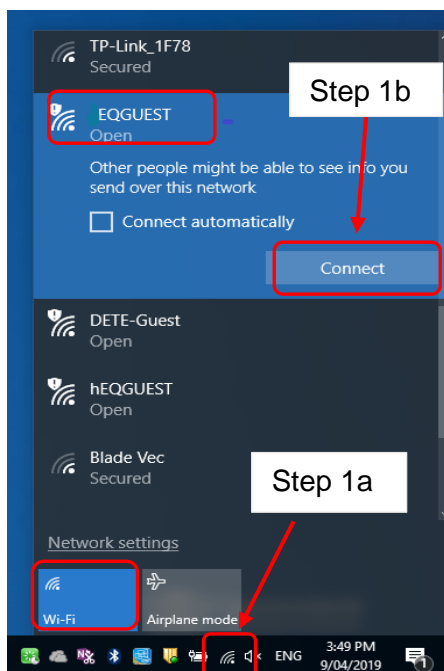 TP-Link_1F78
Secured
Step 1b
EQGUEST
Open
Other people might be able to see info you
send over this network
Connect automatically
Connect
DETE-Guest
Open
hEQGUEST
Open
Blade Vec
Secured
Step 1a
Network settings
Wi-Fi
Airplane mode
ENG
3:49 PM
9/04/2019
1